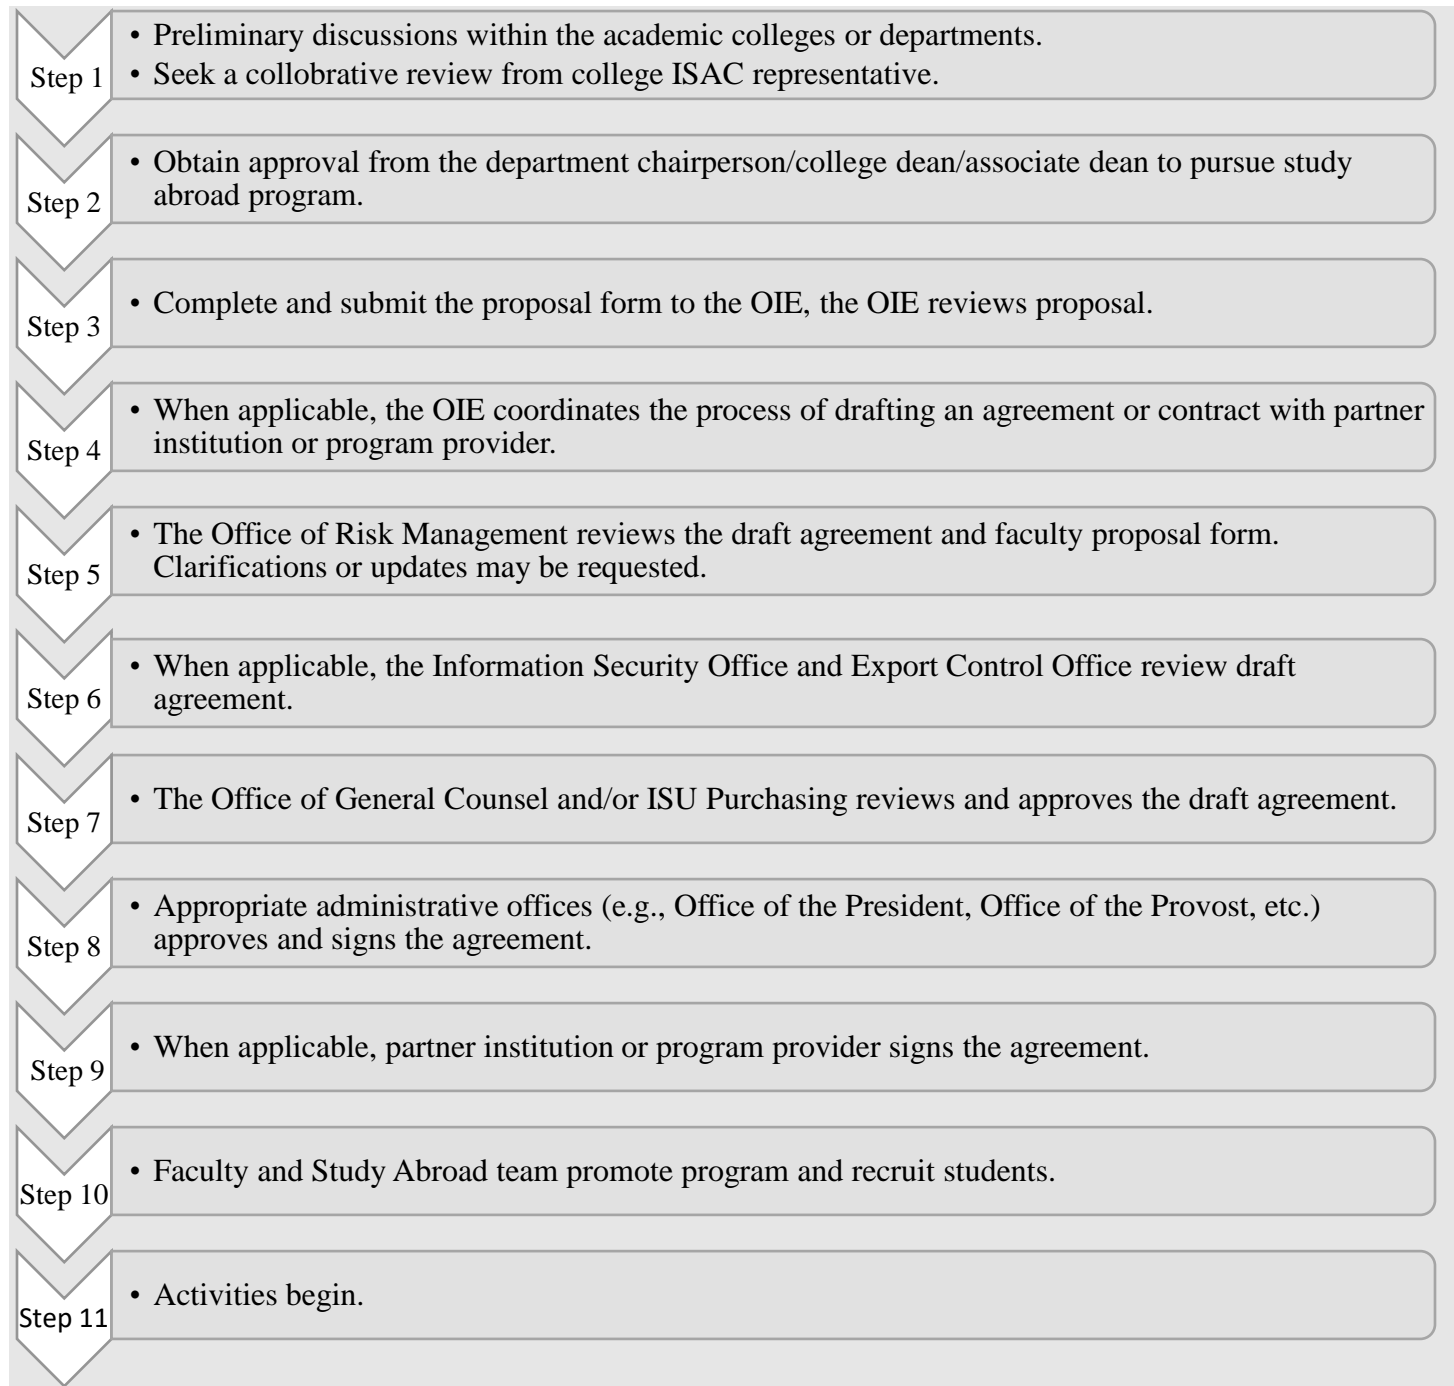 Step 1
• Preliminary discussions within the academic colleges or departments.
• Seek a collobrative review from college ISAC representative.
Step 2
• Obtain approval from the department chairperson/college dean/associate dean to pursue study
abroad program.
Step 3
• Complete and submit the proposal form to the OIE, the OIE reviews proposal.
Step 4
• When applicable, the OIE coordinates the process of drafting an agreement or contract with partner
institution or program provider.
Step 5
• The Office of Risk Management reviews the draft agreement and faculty proposal form.
Clarifications or updates may be requested.
Step 6
• When applicable, the Information Security Office and Export Control Office review draft
agreement.
Step 7
• The Office of General Counsel and/or ISU Purchasing reviews and approves the draft agreement.
Step 8
• Appropriate administrative offices (e.g., Office of the President, Office of the Provost, etc.)
approves and signs the agreement.
Step 9
• When applicable, partner institution or program provider signs the agreement.
Step 10
• Faculty and Study Abroad team promote program and recruit students.
Step 11
• Activities begin.